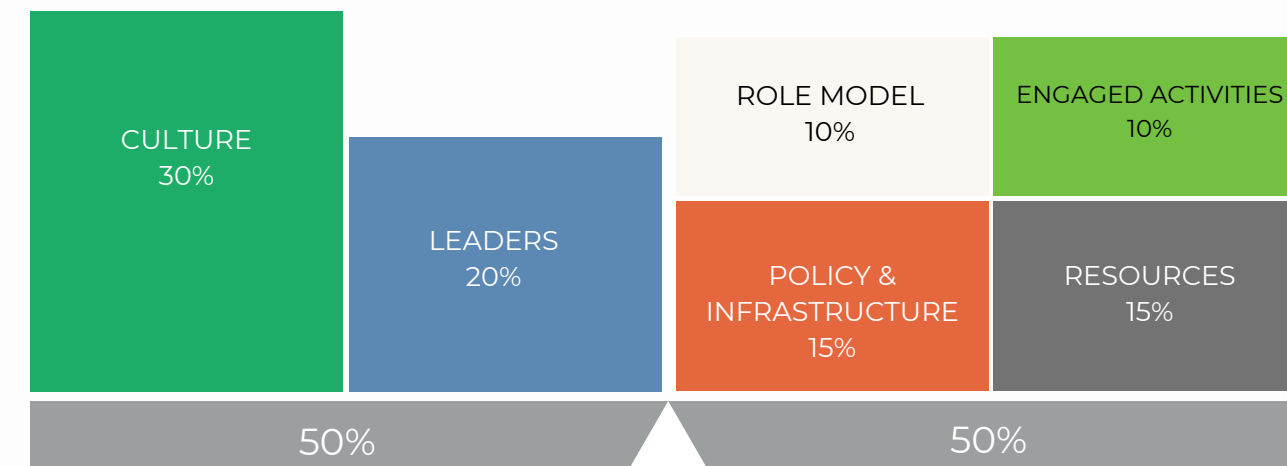 CULTURE
30%
LEADERS
20%
ROLE MODEL
10%
ENGAGED ACTIVITIES
10%
POLICY &
INFRASTRUCTURE
15%
RESOURCES
15%
50%
50%